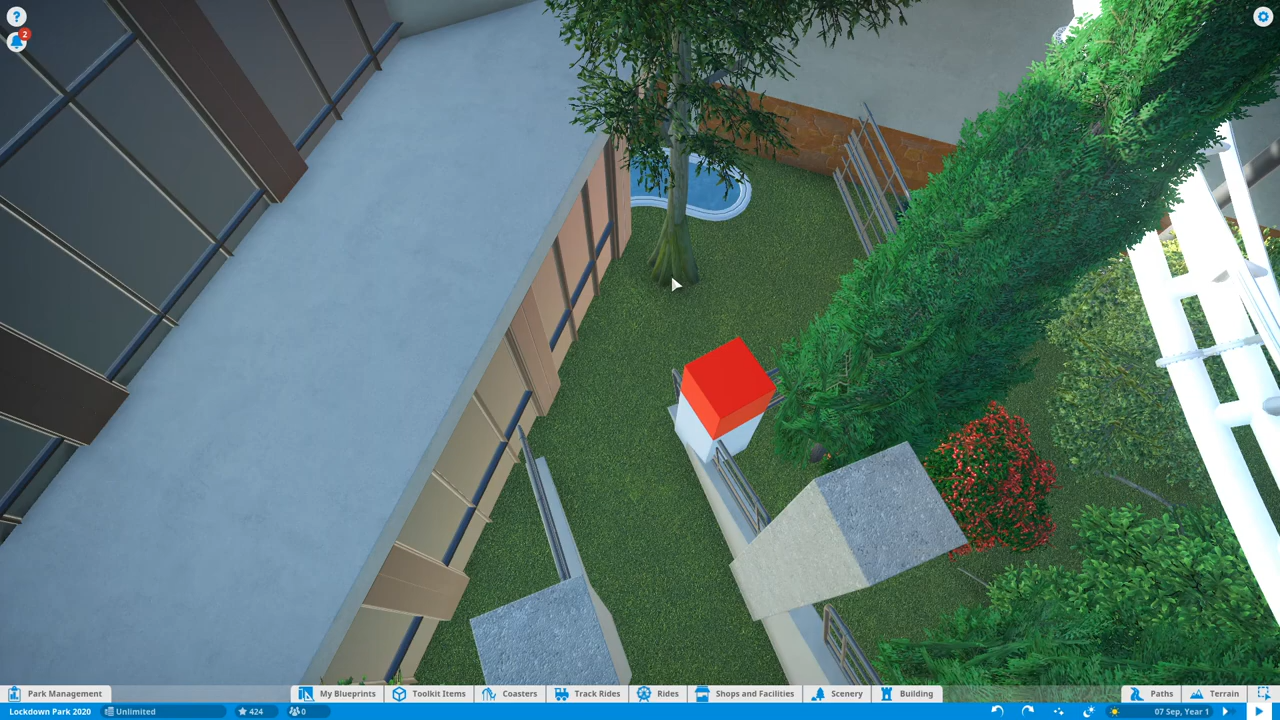 ?
2
Park Management
My Blueprints
Toolkit Items
Coasters
Track Rides
Rides
Shops and Facilities
Scenery
Building
Paths
Terrain
Lockdown Park 2020
Unlimited
424
0
07 Sep, Year 1